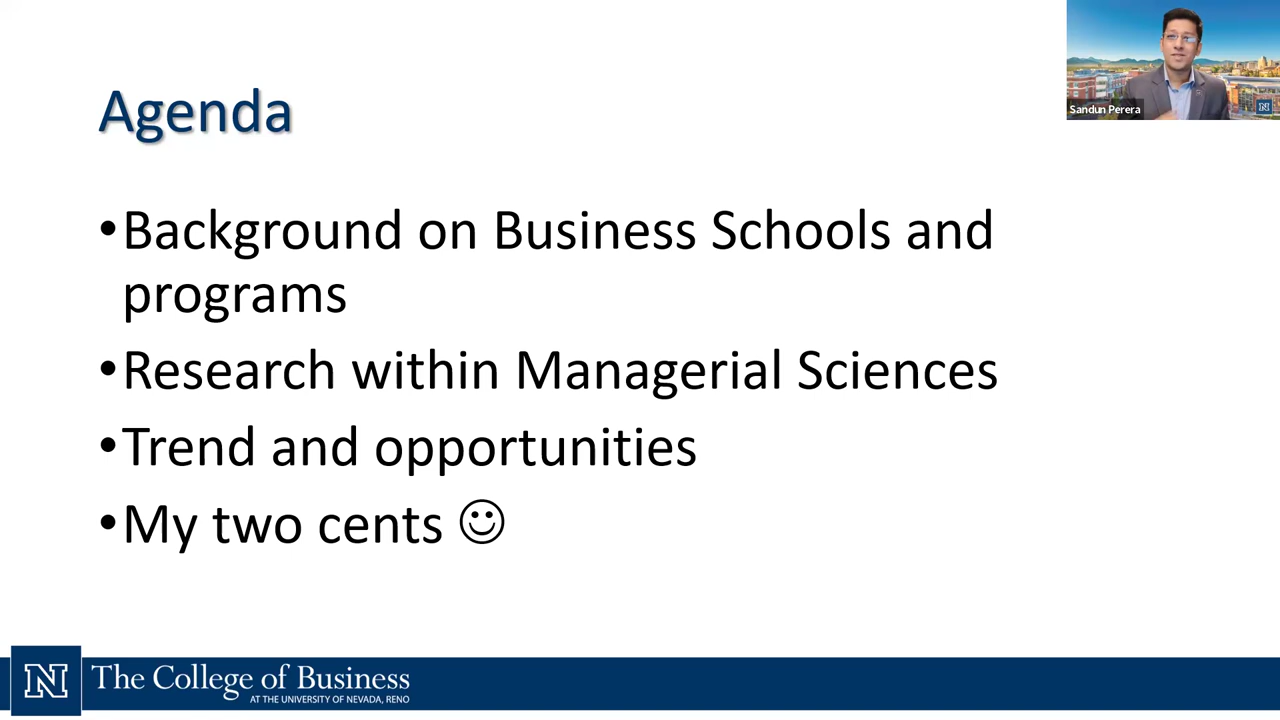 Sandun Perera
N
Agenda
•Background on Business Schools and
programs
•Research within Managerial Sciences
•Trend and opportunities
•My two cents ☺
N
The College of Business
AT THE UNIVERSITY OF NEVADA, RENO